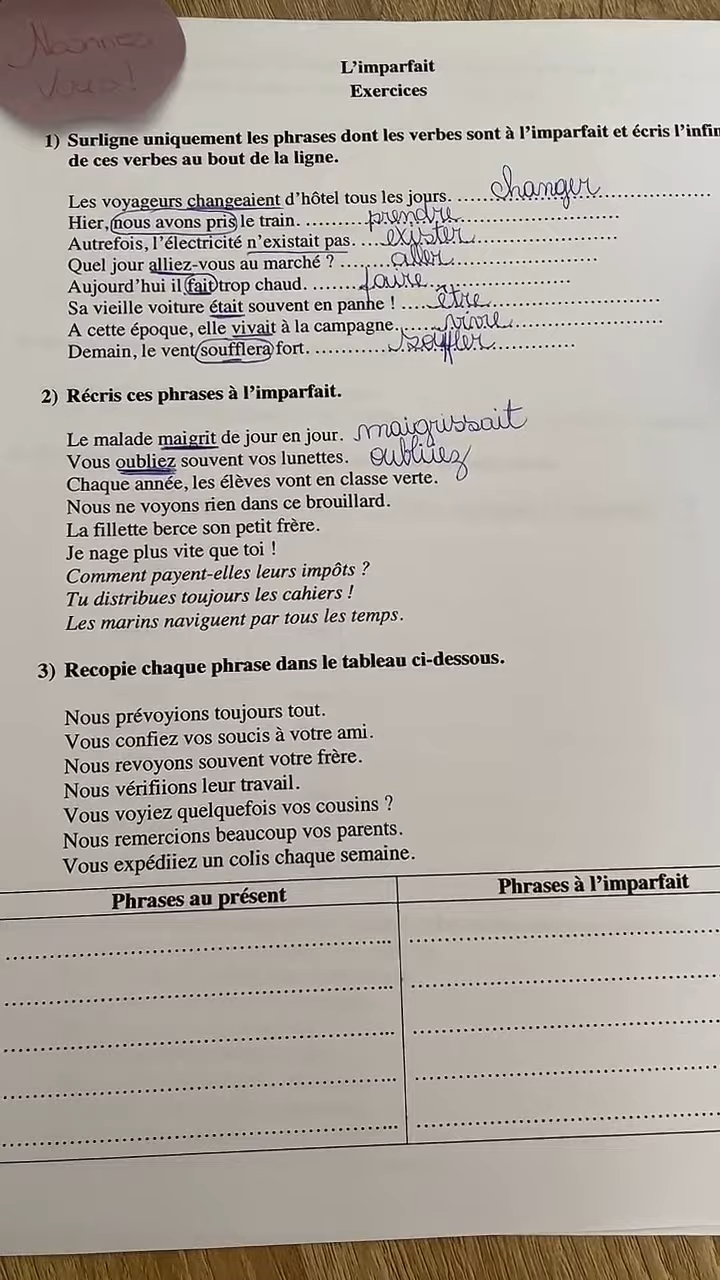 Abonnez
Vous!
L'imparfait
Exercices
1) Surligne uniquement les phrases dont les verbes sont à l'imparfait et écris l'infin
de ces verbes au bout de la ligne.
Les voyageurs changeaient d'hôtel tous les jours. ..... changer ....................
Hier, nous avons pris le train. ........... prendre ..........................
Autrefois, l'électricité n'existait pas. .... exister ........................
Quel jour alliez-vous au marché ? ....... aller .........................
Aujourd'hui il fait trop chaud. ........ faire ..........................
Sa vieille voiture était souvent en panne ! .... être ...........................
A cette époque, elle vivait à la campagne. ...... vivre ..........................
Demain, le vent soufflera fort. ............. souffler ..............
2) Récris ces phrases à l'imparfait.
Le malade maigrit de jour en jour. maigrissait
Vous oubliez souvent vos lunettes. oubliiez
Chaque année, les élèves vont en classe verte.
Nous ne voyons rien dans ce brouillard.
La fillette berce son petit frère.
Je nage plus vite que toi !
Comment payent-elles leurs impôts ?
Tu distribues toujours les cahiers !
Les marins naviguent par tous les temps.
3) Recopie chaque phrase dans le tableau ci-dessous.
Nous prévoyions toujours tout.
Vous confiez vos soucis à votre ami.
Nous revoyons souvent votre frère.
Nous vérifiions leur travail.
Vous voyiez quelquefois vos cousins ?
Nous remercions beaucoup vos parents.
Vous expédiiez un colis chaque semaine.
Phrases au présent Phrases à l'imparfait